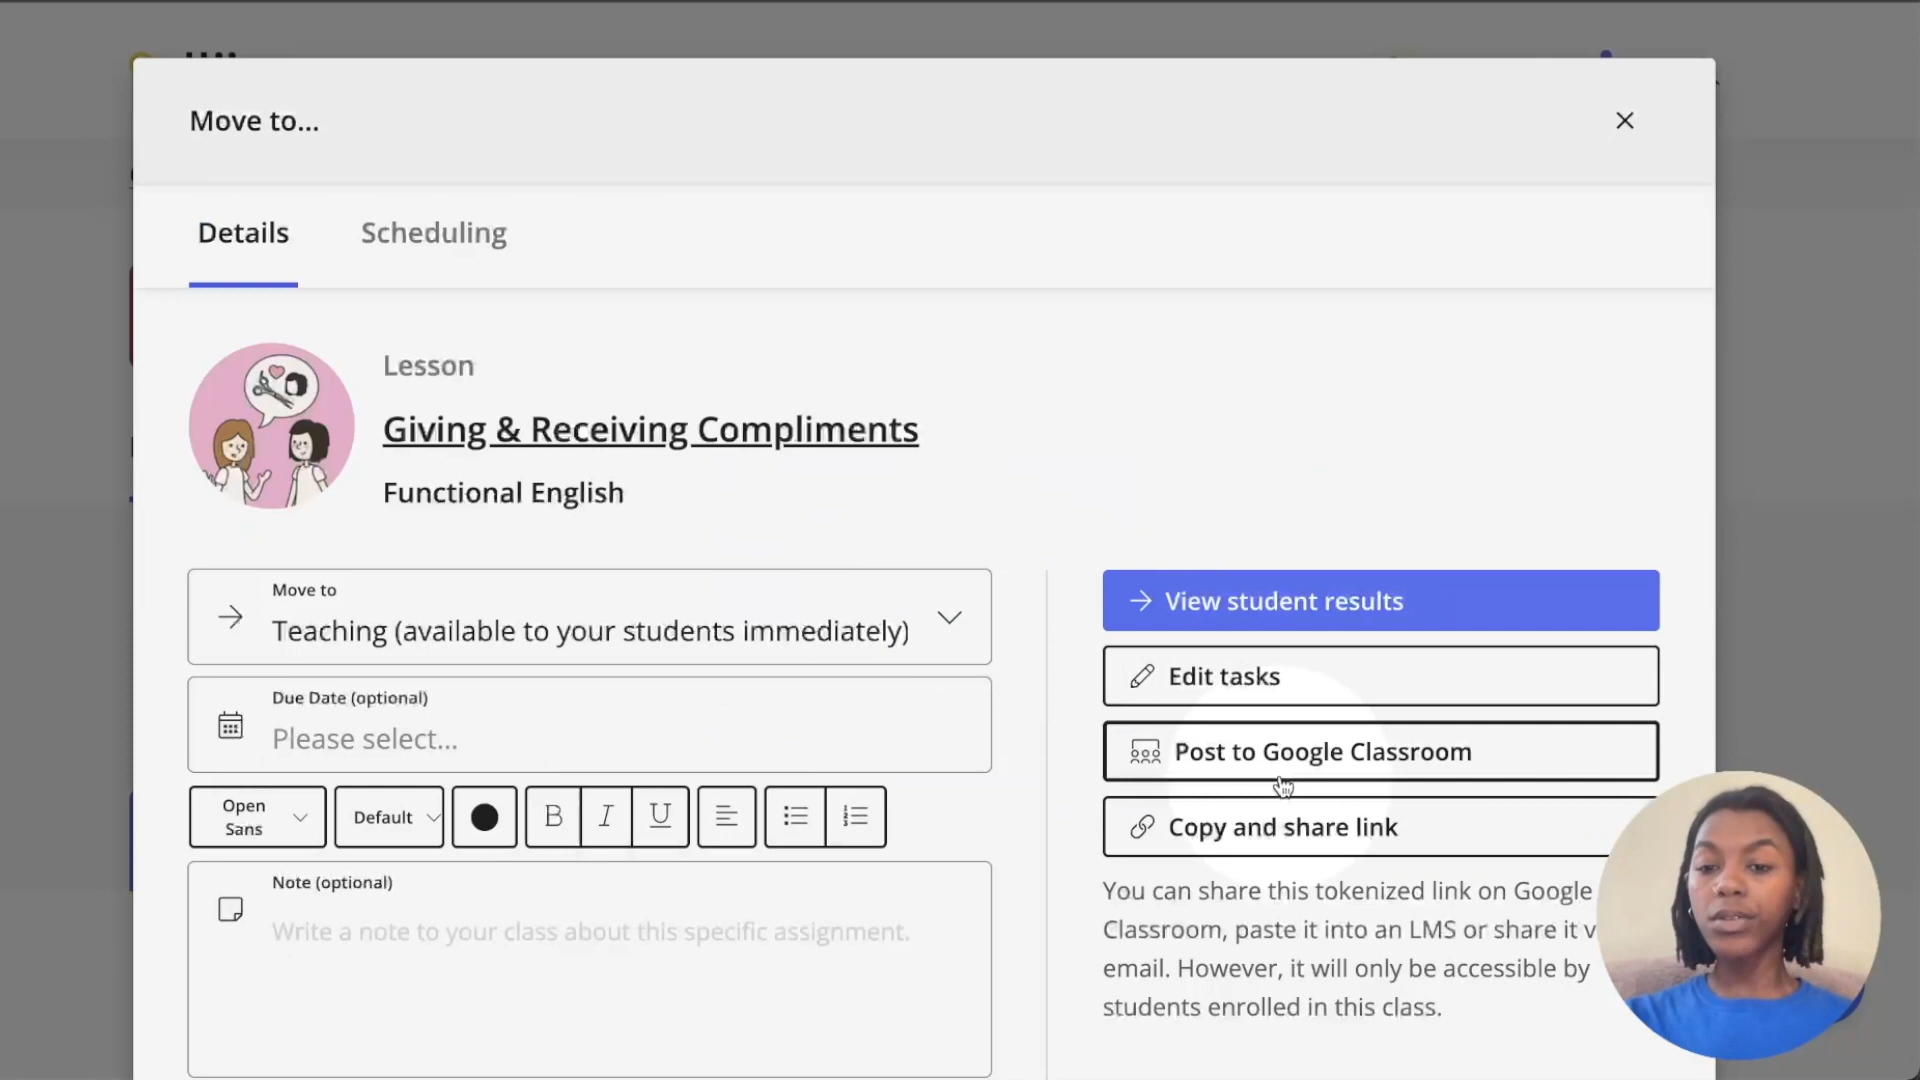 Move to...
Details
Scheduling
Lesson
Giving & Receiving Compliments
Functional English
Move to
Teaching (available to your students immediately)
Due Date (optional)
Please select...
Open
Sans
Default
B I U
Note (optional)
Write a note to your class about this specific assignment.
View student results
Edit tasks
Post to Google Classroom
Copy and share link
You can share this tokenized link on Google
Classroom, paste it into an LMS or share it
email. However, it will only be accessible by
students enrolled in this class.